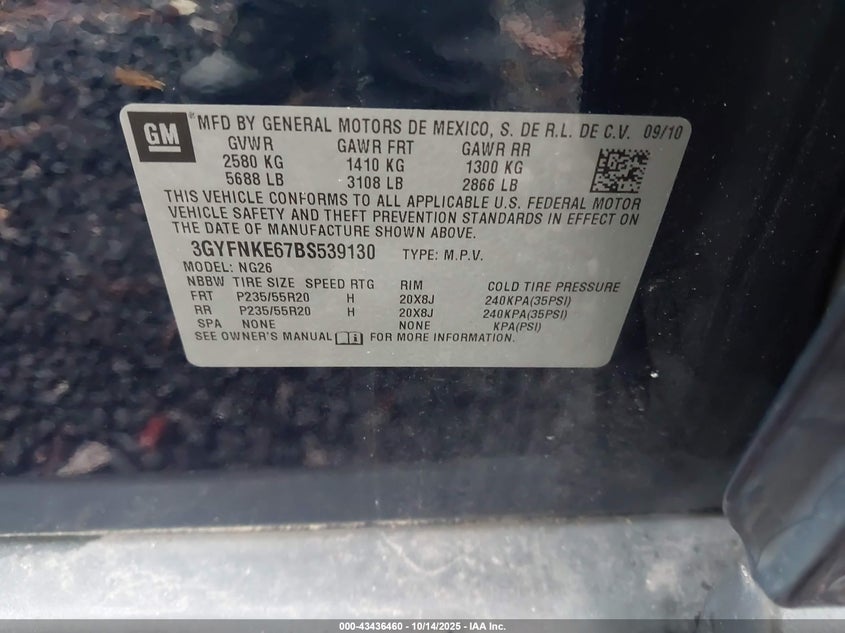 GM
MFD BY GENERAL MOTORS DE MEXICO, S. DE R.L. DE C.V. 09/10
GVWR GAWR FRT GAWR RR
2580 KG 1410 KG 1300 KG
5688 LB 3108 LB 2866 LB
THIS VEHICLE CONFORMS TO ALL APPLICABLE U.S. FEDERAL MOTOR
VEHICLE SAFETY AND THEFT PREVENTION STANDARDS IN EFFECT ON
THE DATE OF MANUFACTURE SHOWN ABOVE.
3GYFNKE67BS539130 TYPE: M.P.V.
MODEL: NG26
NBBW TIRE SIZE SPEED RTG RIM COLD TIRE PRESSURE
FRT P235/55R20 H 20X8J 240KPA(35PSI)
RR P235/55R20 H 20X8J 240KPA(35PSI)
SPA NONE NONE KPA(PSI)
SEE OWNER'S MANUAL FOR MORE INFORMATION.
000-43436460 - 10/14/2025 - IAA Inc.